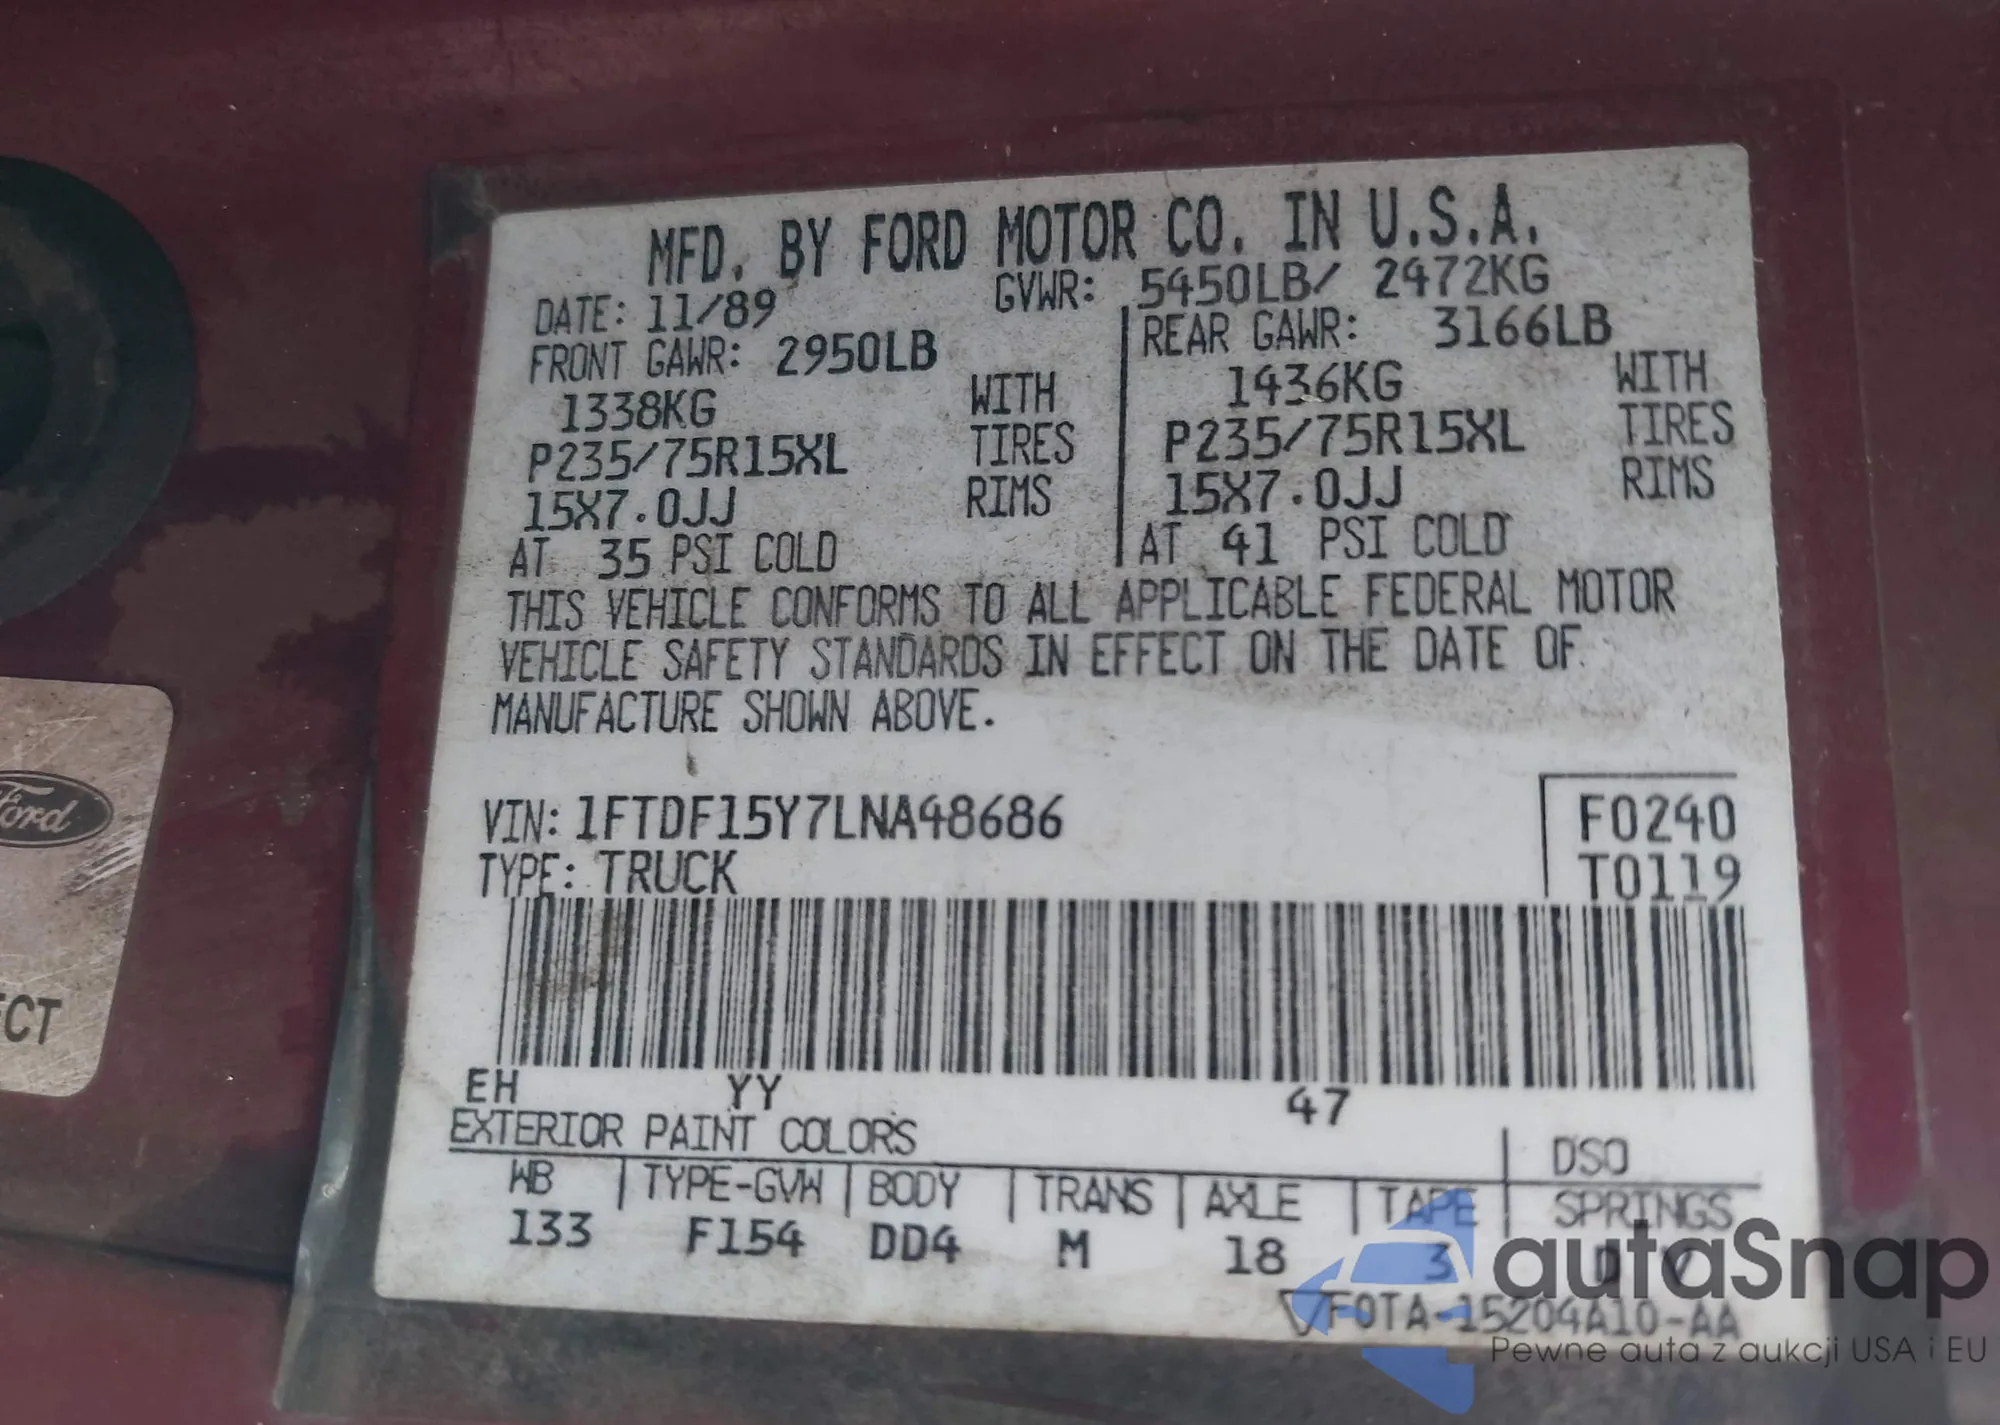 MFD. BY FORD MOTOR CO. IN U.S.A.
DATE: 11/89 GVWR: 5450LB/ 2472KG
FRONT GAWR: 2950LB REAR GAWR: 3166LB
1338KG WITH 1436KG WITH
P235/75R15XL TIRES P235/75R15XL TIRES
15X7.0JJ RIMS 15X7.0JJ RIMS
AT 35 PSI COLD AT 41 PSI COLD
THIS VEHICLE CONFORMS TO ALL APPLICABLE FEDERAL MOTOR
VEHICLE SAFETY STANDARDS IN EFFECT ON THE DATE OF
MANUFACTURE SHOWN ABOVE.
VIN: 1FTDF15Y7LNA48686 F0240
TYPE: TRUCK T0119
EH YY 47
EXTERIOR PAINT COLORS DSO
WB TYPE-GVW BODY TRANS AXLE TAPE SPRINGS
133 F154 DD4 M 18 3 D V
F0TA-15204A10-AA
Ford
ECT
autaSnap
Pewne auta z aukcji USA i EU